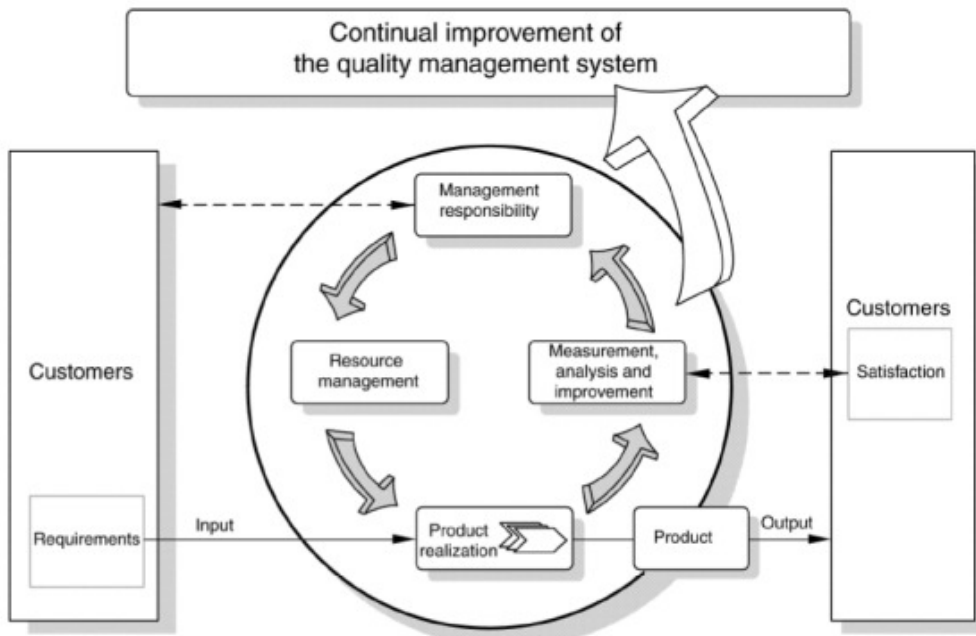 Continual improvement of
the quality management system
Management
responsibility
Customers
Resource
management
Measurement,
analysis and
improvement
Customers
Satisfaction
Requirements
Input
Product
realization
Product
Output